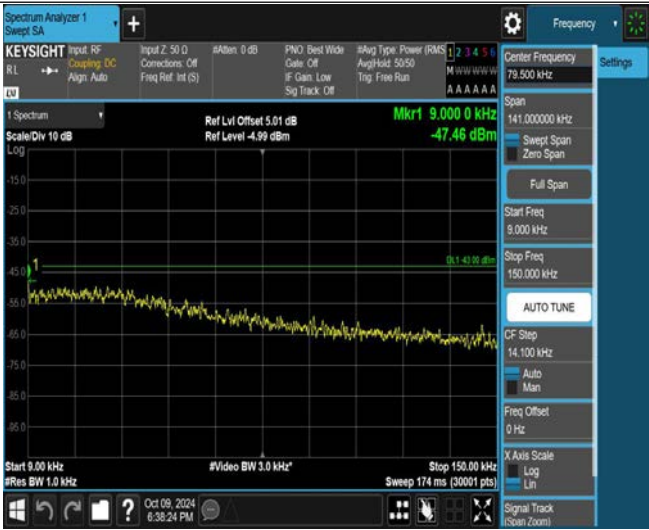 Spectrum Analyzer 1
Swept SA
+
Frequency
KEYSIGHT
RL
Input: RF
Coupling: DC
Align: Auto
Input Z: 50 Ω
Corrections: Off
Freq Ref: Int (S)
#Atten: 0 dB
PNO: Best Wide
Gate: Off
IF Gain: Low
Sig Track: Off
#Avg Type: Power (RMS
Avg|Hold: 50/50
Trig: Free Run
1 2 3 4 5 6
M W W W W W
A A A A A A
1 Spectrum
Scale/Div 10 dB
Log
Ref Lvl Offset 5.01 dB
Ref Level -4.99 dBm
Mkr1 9.000 0 kHz
-47.46 dBm
-15.0
-25.0
-35.0
-45.0
-55.0
-65.0
-75.0
-85.0
-95.0
1
DL1 -43.00 dBm
Start 9.00 kHz
#Res BW 1.0 kHz
#Video BW 3.0 kHz*
Stop 150.00 kHz
Sweep 174 ms (30001 pts)
Center Frequency
79.500 kHz
Settings
Span
141.000000 kHz
Swept Span
Zero Span
Full Span
Start Freq
9.000 kHz
Stop Freq
150.000 kHz
AUTO TUNE
CF Step
14.100 kHz
Auto
Man
Freq Offset
0 Hz
X Axis Scale
Log
Lin
Signal Track
(Span Zoom)
?
Oct 09, 2024
6:38:24 PM